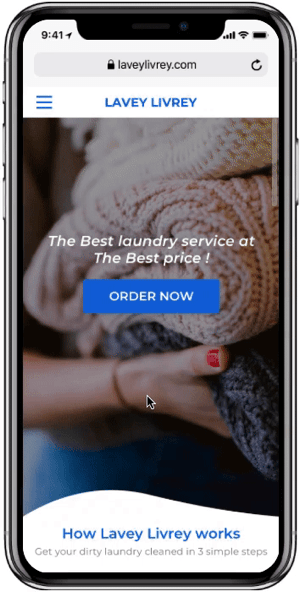 9:41
laveylivrey.com
LAVEY LIVREY
The Best laundry service at
The Best price !
ORDER NOW
How Lavey Livrey works
Get your dirty laundry cleaned in 3 simple steps